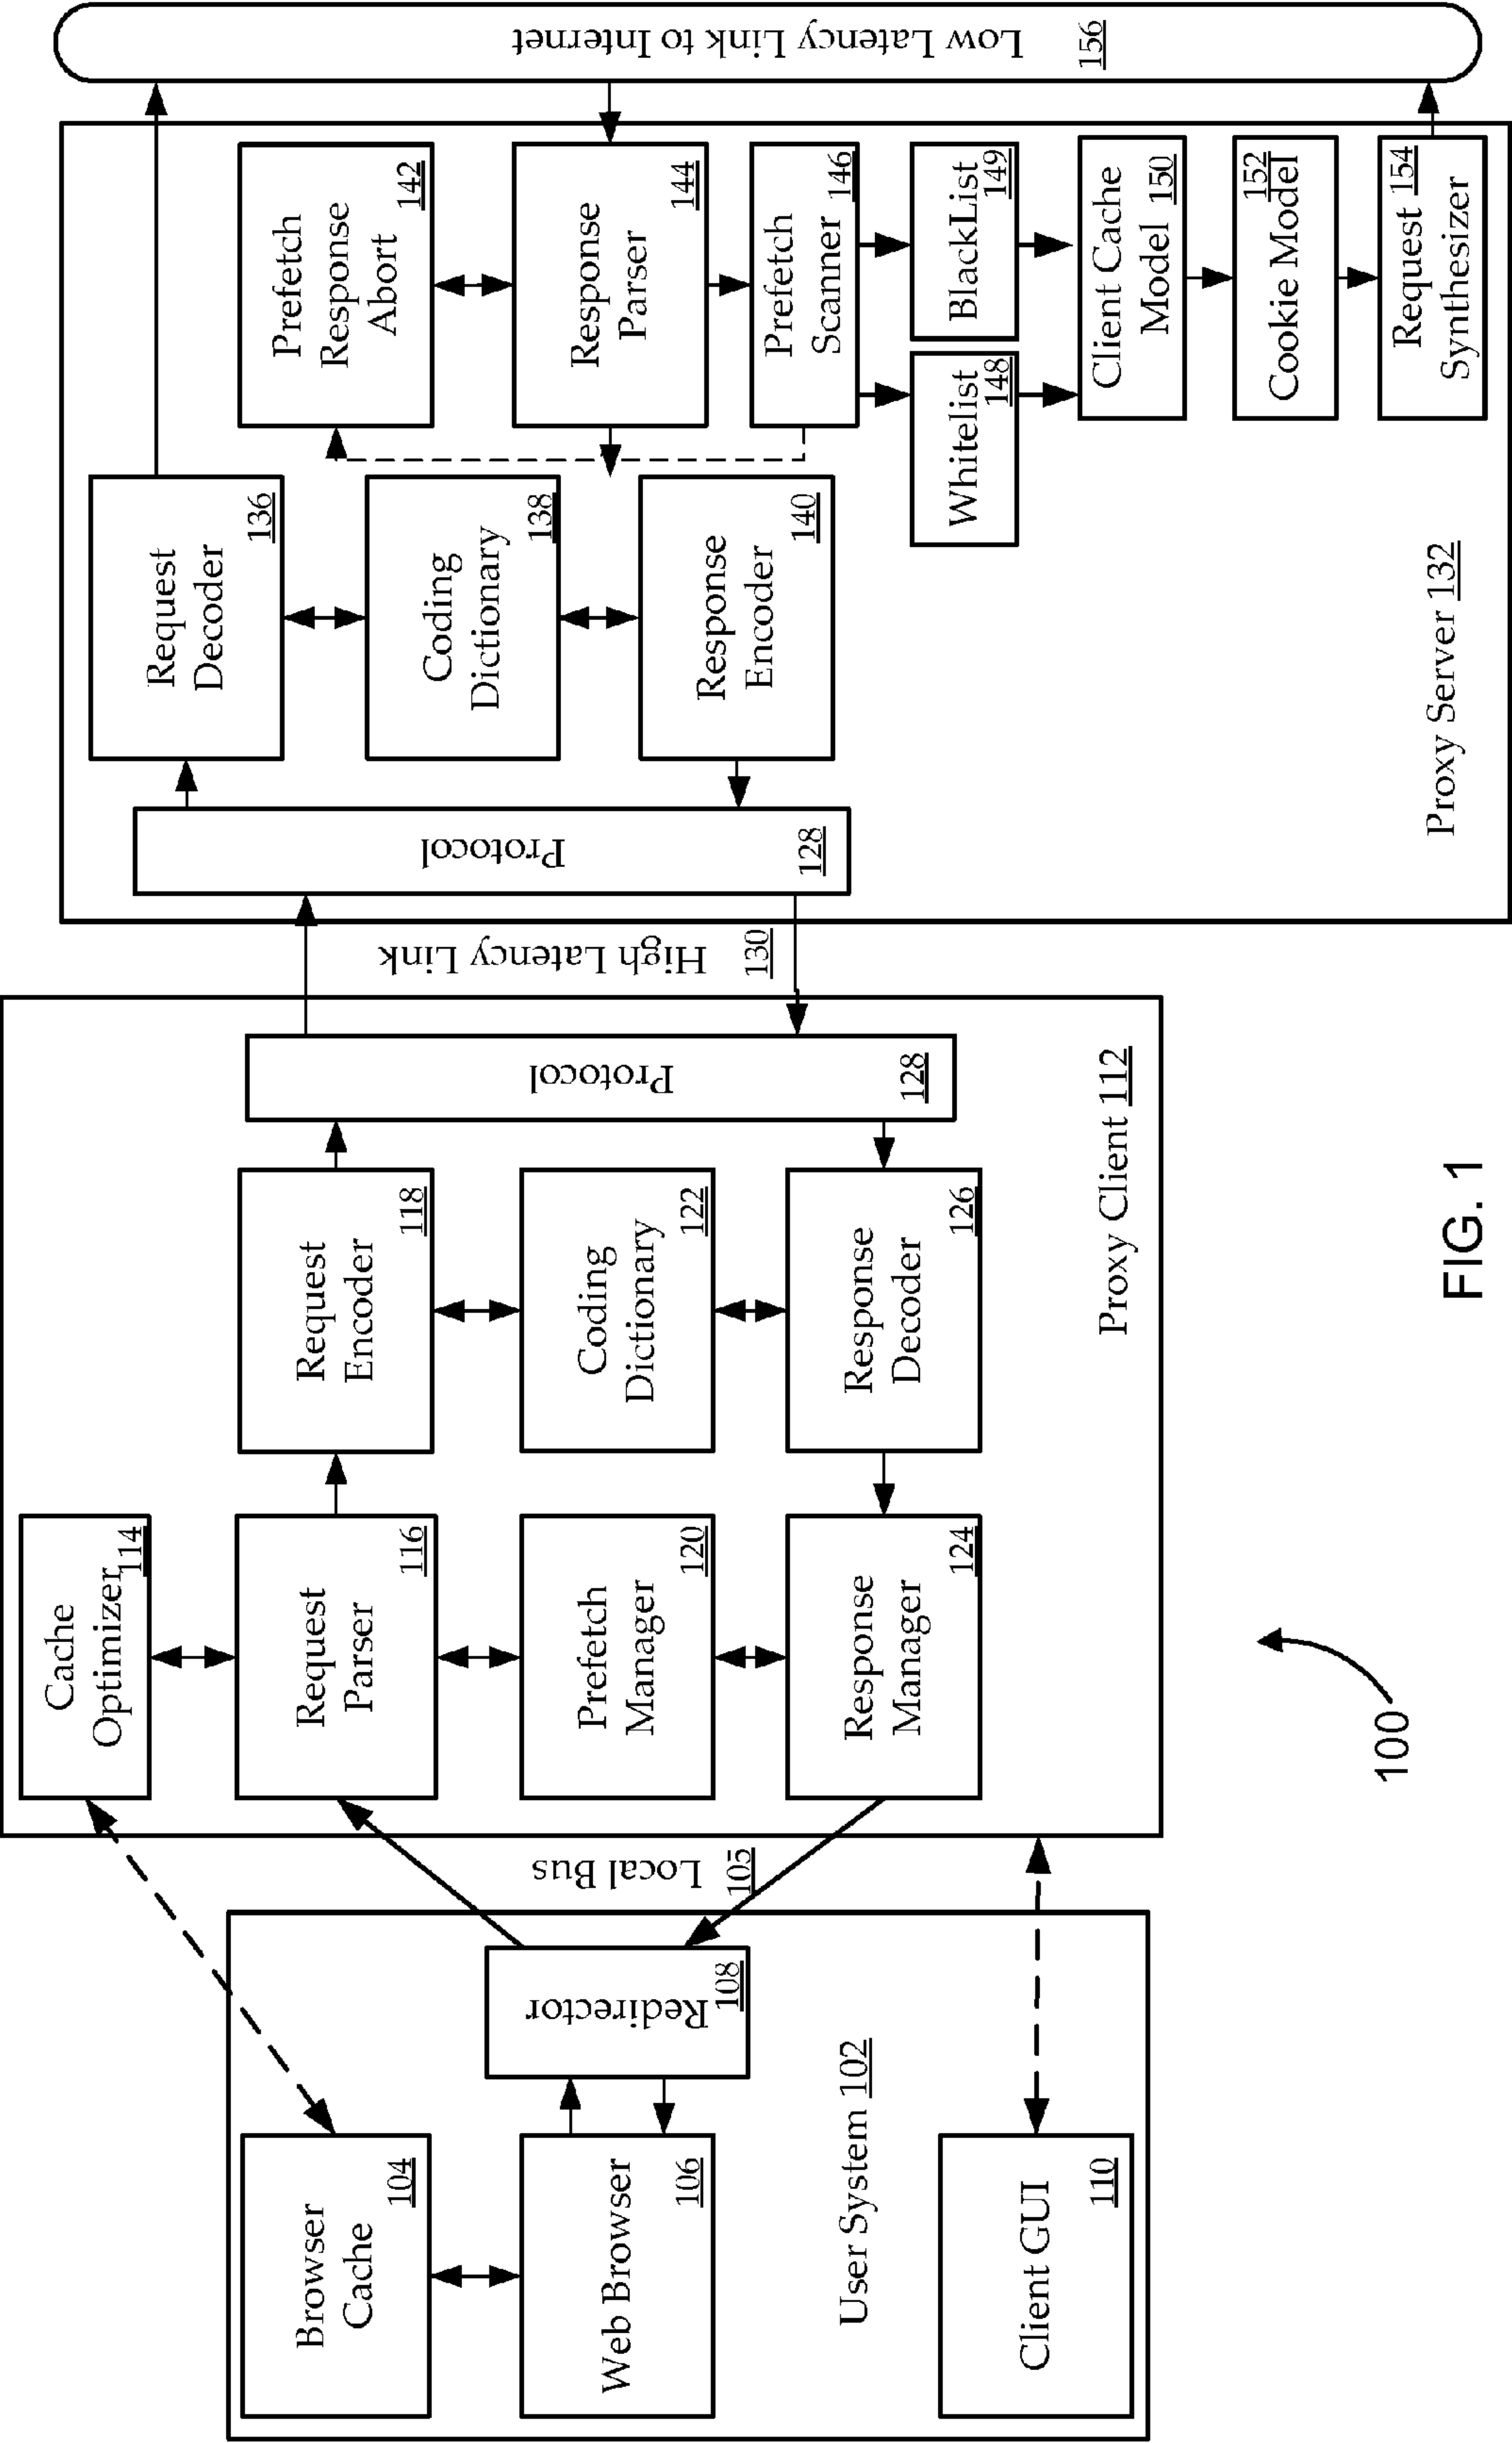 Browser
Cache
104
Web Browser
106
Redirector
108
User System 102
Client GUI
110
Local Bus
105
Cache
Optimizer
114
Request
Parser
116
Prefetch
Manager
120
Response
Manager
124
Request
Encoder
118
Coding
Dictionary
122
Response
Decoder
126
Protocol
128
Proxy Client 112
High Latency Link
130
Protocol
128
Request
Decoder
136
Coding
Dictionary
138
Response
Encoder
140
Prefetch
Response
Abort
142
Response
Parser
144
Prefetch
Scanner
146
Whitelist
148
BlackList
149
Client Cache
Model 150
Cookie Model
152
Request 154
Synthesizer
Proxy Server 132
Low Latency Link to Internet
156
100
FIG. 1